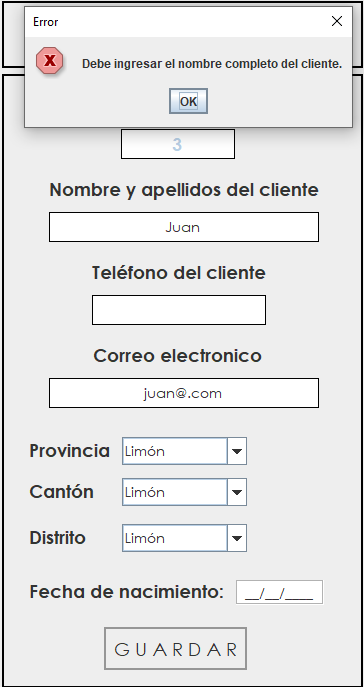 Error
Debe ingresar el nombre completo del cliente.
OK
3
Nombre y apellidos del cliente
Juan
Teléfono del cliente
Correo electronico
juan@.com
Provincia Limón
Cantón Limón
Distrito Limón
Fecha de nacimiento: __/__/____
GUARDAR